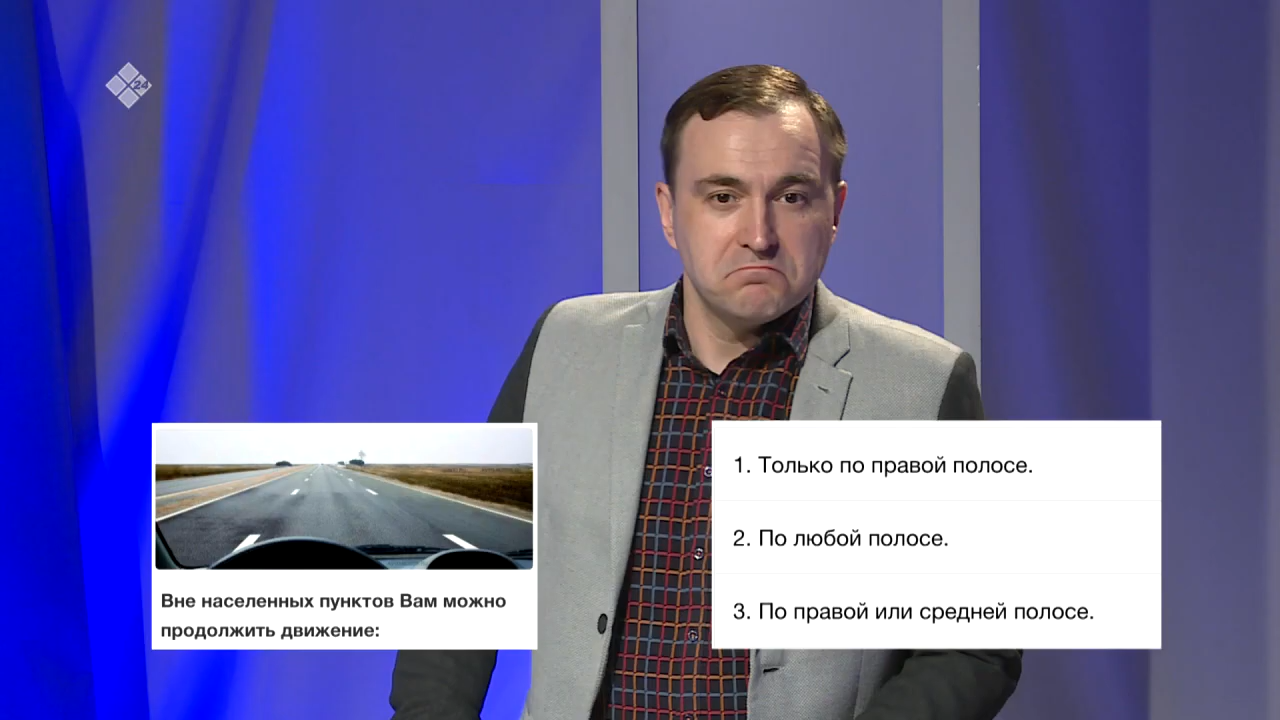 х24
Вне населенных пунктов Вам можно
продолжить движение:
1. Только по правой полосе.
2. По любой полосе.
3. По правой или средней полосе.